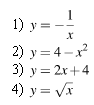 1) y = -1/x
2) y = 4 - x²
3) y = 2x + 4
4) y = √x